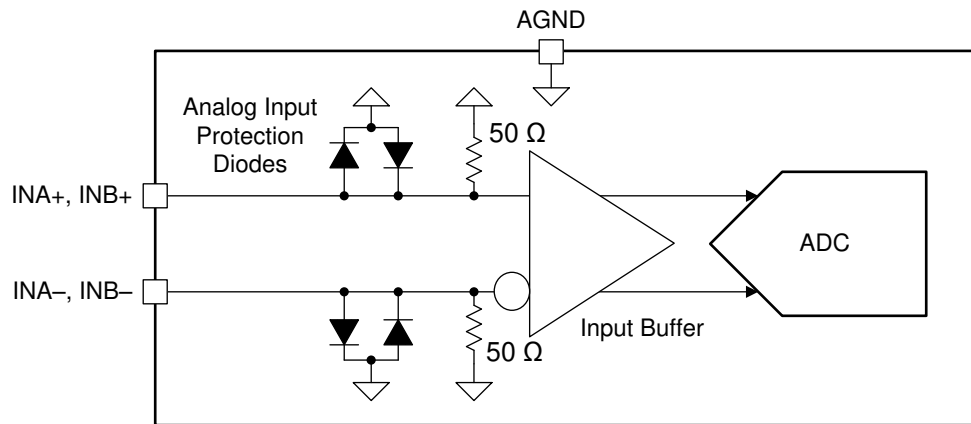 AGND
Analog Input
Protection
Diodes
50 Ω
INA+, INB+
ADC
INA–, INB–
Input Buffer
50 Ω